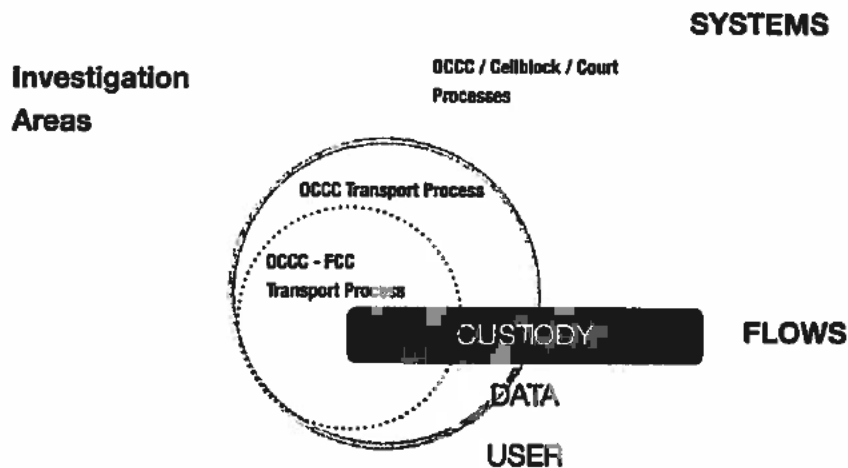 SYSTEMS
Investigation
Areas
OCCC / Cellblock / Court
Processes
OCCC Transport Process
OCCC - FCC
Transport Process
CUSTODY
FLOWS
DATA
USER